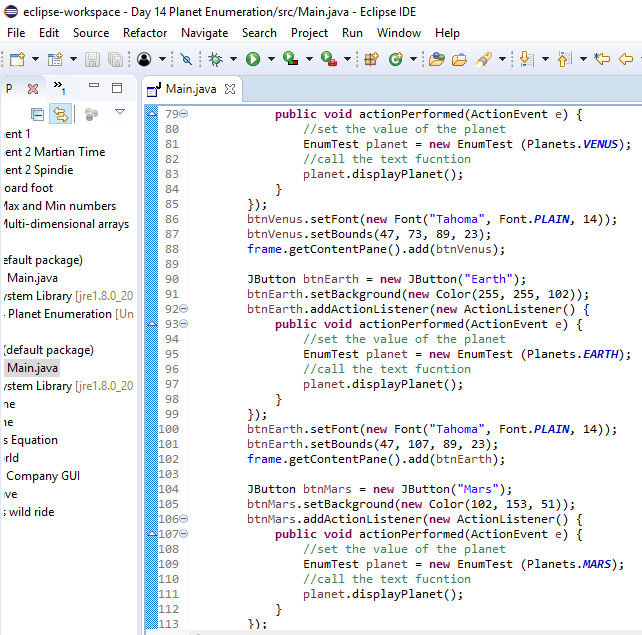 eclipse-workspace - Day 14 Planet Enumeration/src/Main.java - Eclipse IDE
File Edit Source Refactor Navigate Search Project Run Window Help
P »1
Main.java
ent 1
ent 2 Martian Time
ent 2 Spindie
oard foot
Max and Min numbers
Multi-dimensional arrays
efault package)
Main.java
ystem Library [jre1.8.0_20
Planet Enumeration [Un
(default package)
Main.java
ystem Library [jre1.8.0_20
ne
ne
s Equation
rld
Company GUI
ve
s wild ride
79 public void actionPerformed(ActionEvent e) {
80 //set the value of the planet
81 EnumTest planet = new EnumTest (Planets.VENUS);
82 //call the text fucntion
83 planet.displayPlanet();
84 }
85 });
86 btnVenus.setFont(new Font("Tahoma", Font.PLAIN, 14));
87 btnVenus.setBounds(47, 73, 89, 23);
88 frame.getContentPane().add(btnVenus);
89
90 JButton btnEarth = new JButton("Earth");
91 btnEarth.setBackground(new Color(255, 255, 102));
92 btnEarth.addActionListener(new ActionListener() {
93 public void actionPerformed(ActionEvent e) {
94 //set the value of the planet
95 EnumTest planet = new EnumTest (Planets.EARTH);
96 //call the text fucntion
97 planet.displayPlanet();
98 }
99 });
100 btnEarth.setFont(new Font("Tahoma", Font.PLAIN, 14));
101 btnEarth.setBounds(47, 107, 89, 23);
102 frame.getContentPane().add(btnEarth);
103
104 JButton btnMars = new JButton("Mars");
105 btnMars.setBackground(new Color(102, 153, 51));
106 btnMars.addActionListener(new ActionListener() {
107 public void actionPerformed(ActionEvent e) {
108 //set the value of the planet
109 EnumTest planet = new EnumTest (Planets.MARS);
110 //call the text fucntion
111 planet.displayPlanet();
112 }
113 });